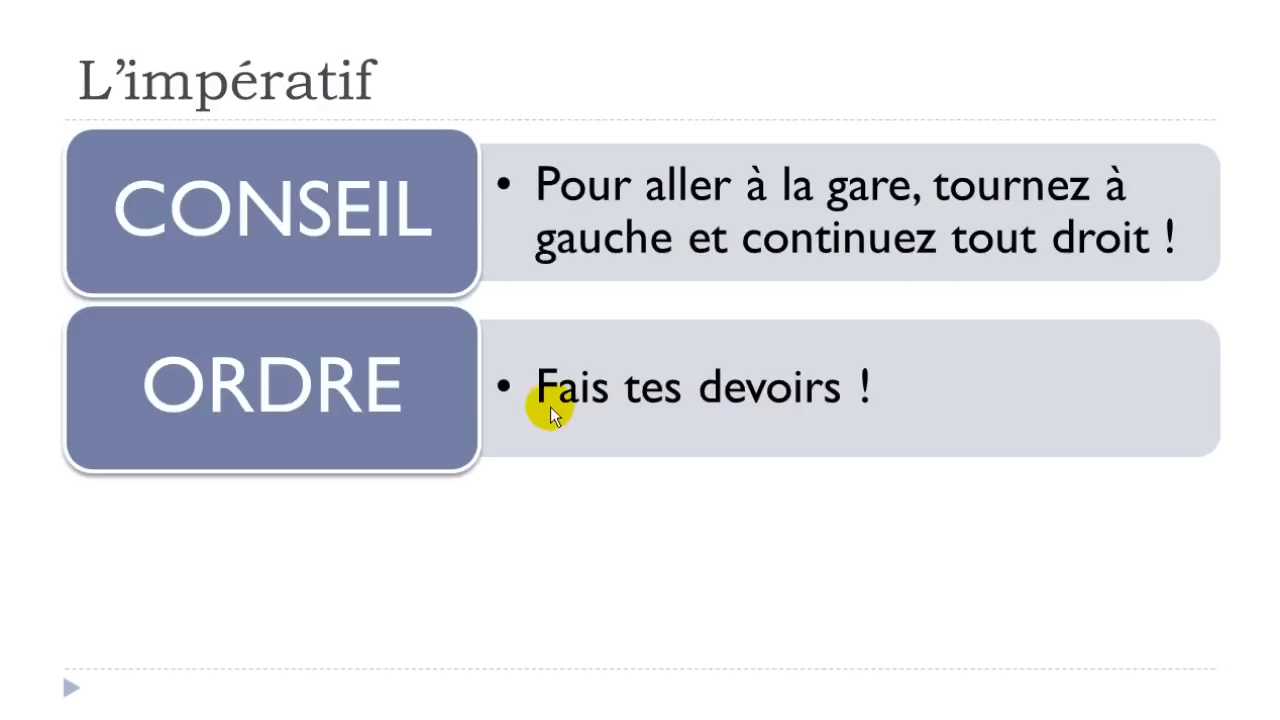 L’impératif
CONSEIL
• Pour aller à la gare, tournez à
gauche et continuez tout droit !
ORDRE
• Fais tes devoirs !